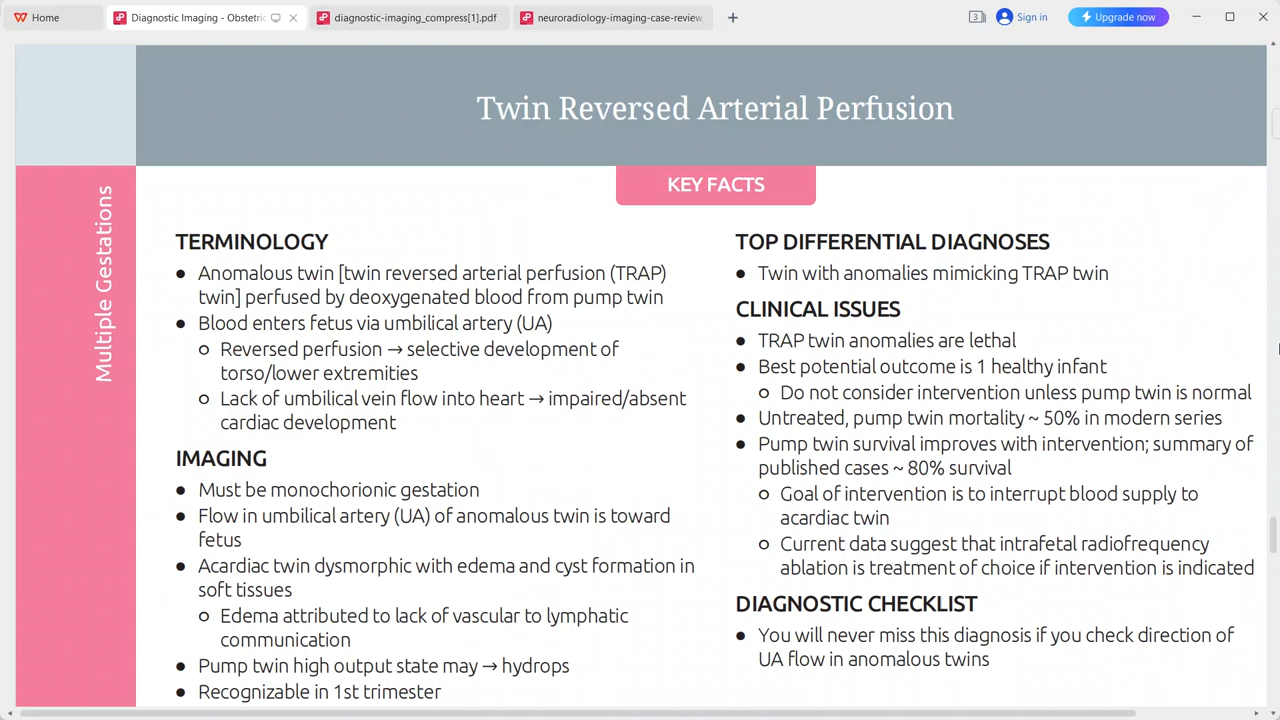 Home
Diagnostic Imaging - Obstetric
diagnostic-imaging_compress[1].pdf
neuroradiology-imaging-case-review
3
Sign in
Upgrade now
Twin Reversed Arterial Perfusion
Multiple Gestations
KEY FACTS
TERMINOLOGY
● Anomalous twin [twin reversed arterial perfusion (TRAP)
twin] perfused by deoxygenated blood from pump twin
● Blood enters fetus via umbilical artery (UA)
○ Reversed perfusion → selective development of
torso/lower extremities
○ Lack of umbilical vein flow into heart → impaired/absent
cardiac development
IMAGING
● Must be monochorionic gestation
● Flow in umbilical artery (UA) of anomalous twin is toward
fetus
● Acardiac twin dysmorphic with edema and cyst formation in
soft tissues
○ Edema attributed to lack of vascular to lymphatic
communication
● Pump twin high output state may → hydrops
● Recognizable in 1st trimester
TOP DIFFERENTIAL DIAGNOSES
● Twin with anomalies mimicking TRAP twin
CLINICAL ISSUES
● TRAP twin anomalies are lethal
● Best potential outcome is 1 healthy infant
○ Do not consider intervention unless pump twin is normal
● Untreated, pump twin mortality ~ 50% in modern series
● Pump twin survival improves with intervention; summary of
published cases ~ 80% survival
○ Goal of intervention is to interrupt blood supply to
acardiac twin
○ Current data suggest that intrafetal radiofrequency
ablation is treatment of choice if intervention is indicated
DIAGNOSTIC CHECKLIST
● You will never miss this diagnosis if you check direction of
UA flow in anomalous twins